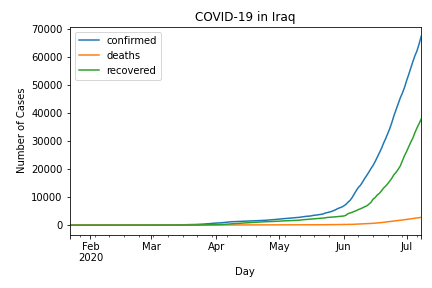 COVID-19 in Iraq
confirmed
deaths
recovered
Number of Cases
70000
60000
50000
40000
30000
20000
10000
0
Feb Mar Apr May Jun Jul
2020
Day